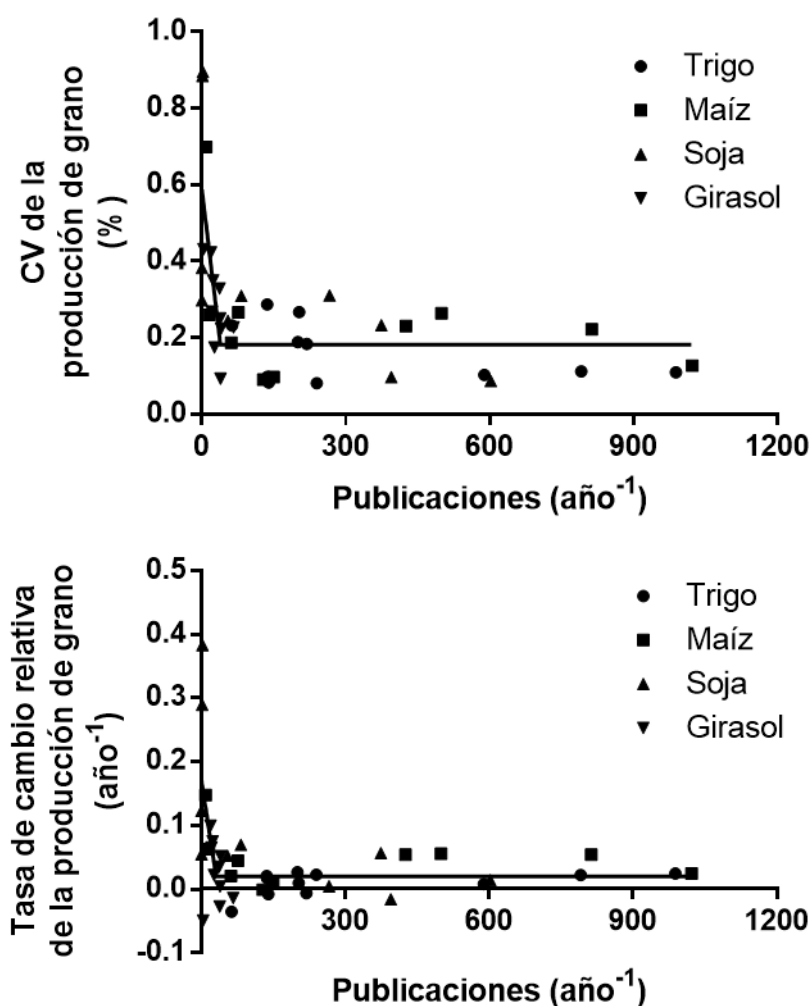 CV de la
producción de grano
(% )
1.0
0.8
0.6
0.4
0.2
0.0
0
300
600
900
1200
Trigo
Maíz
Soja
Girasol
Publicaciones (año⁻¹)
Tasa de cambio relativa
de la producción de grano
(año⁻¹)
0.5
0.4
0.3
0.2
0.1
0.0
-0.1
300
600
900
1200
Trigo
Maíz
Soja
Girasol
Publicaciones (año⁻¹)